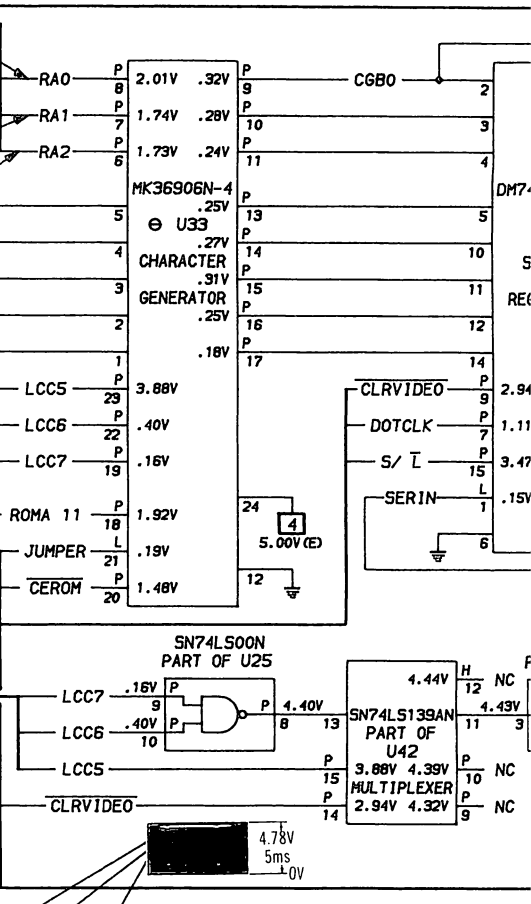 RA0 P 8 2.01V .32V P 9 CGB0 2
RA1 P 7 1.74V .28V P 10 3
RA2 P 6 1.73V .24V P 11 4
MK36906N-4 DM74
5 .25V P 13 5
⊖ U33
4 .27V P 14 10
CHARACTER S
3 .31V P 15 11
GENERATOR REG
2 .25V P 16 12
1 .18V P 17 14
LCC5 P 23 3.88V CLRVIDEO P 9 2.94
LCC6 P 22 .40V DOTCLK P 7 1.11
LCC7 P 19 .16V S/ L P 15 3.47
SERIN L 1 .15V
24
ROMA 11 P 18 1.92V 4
5.00V(E) 6
JUMPER L 21 .19V
12
CEROM P 20 1.48V
SN74LS00N
PART OF U25
4.44V H 12 NC
LCC7 .16V 9 P
P 8 4.40V 13 SN74LS139AN 11 4.43V 3
LCC6 .40V 10 P
PART OF
U42
LCC5 P 15 3.88V 4.39V P 10 NC
MULTIPLEXER
CLRVIDEO P 14 2.94V 4.32V P 9 NC
4.78V
5ms
0V